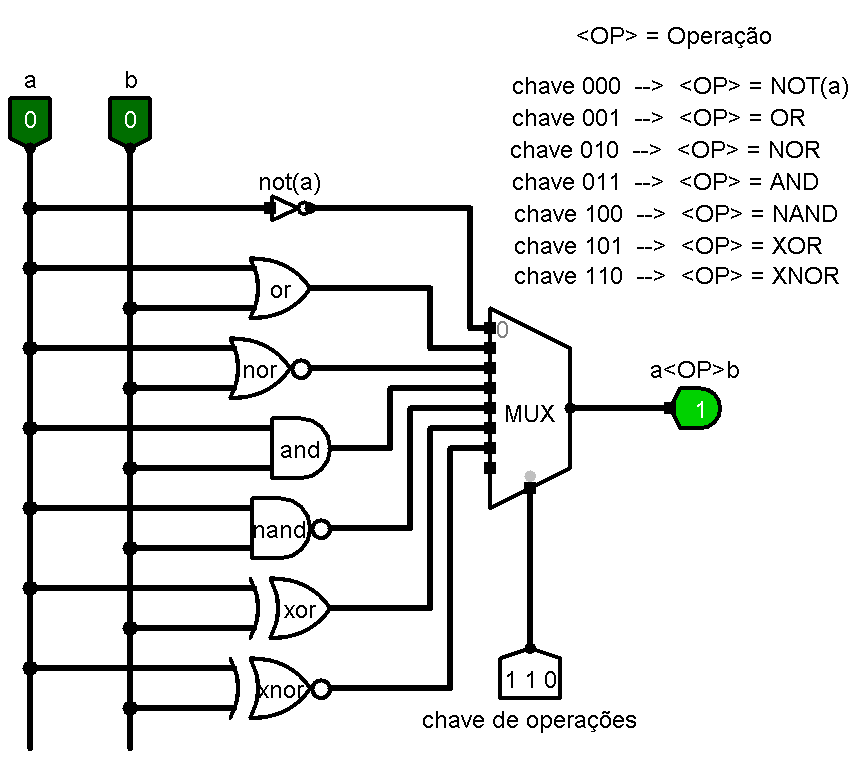 <OP> = Operação
chave 000 --> <OP> = NOT(a)
chave 001 --> <OP> = OR
chave 010 --> <OP> = NOR
chave 011 --> <OP> = AND
chave 100 --> <OP> = NAND
chave 101 --> <OP> = XOR
chave 110 --> <OP> = XNOR
a b
0 0
not(a)
or
nor
and
nand
xor
xnor
0
MUX
a<OP>b
1
1 1 0
chave de operações